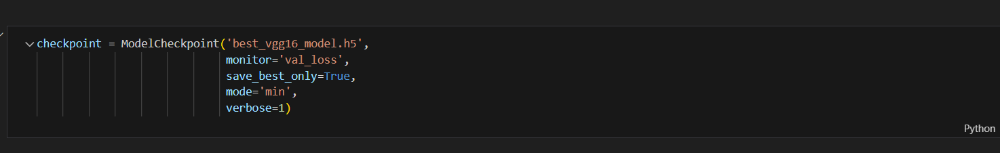 checkpoint = ModelCheckpoint('best_vgg16_model.h5',
monitor='val_loss',
save_best_only=True,
mode='min',
verbose=1)
Python